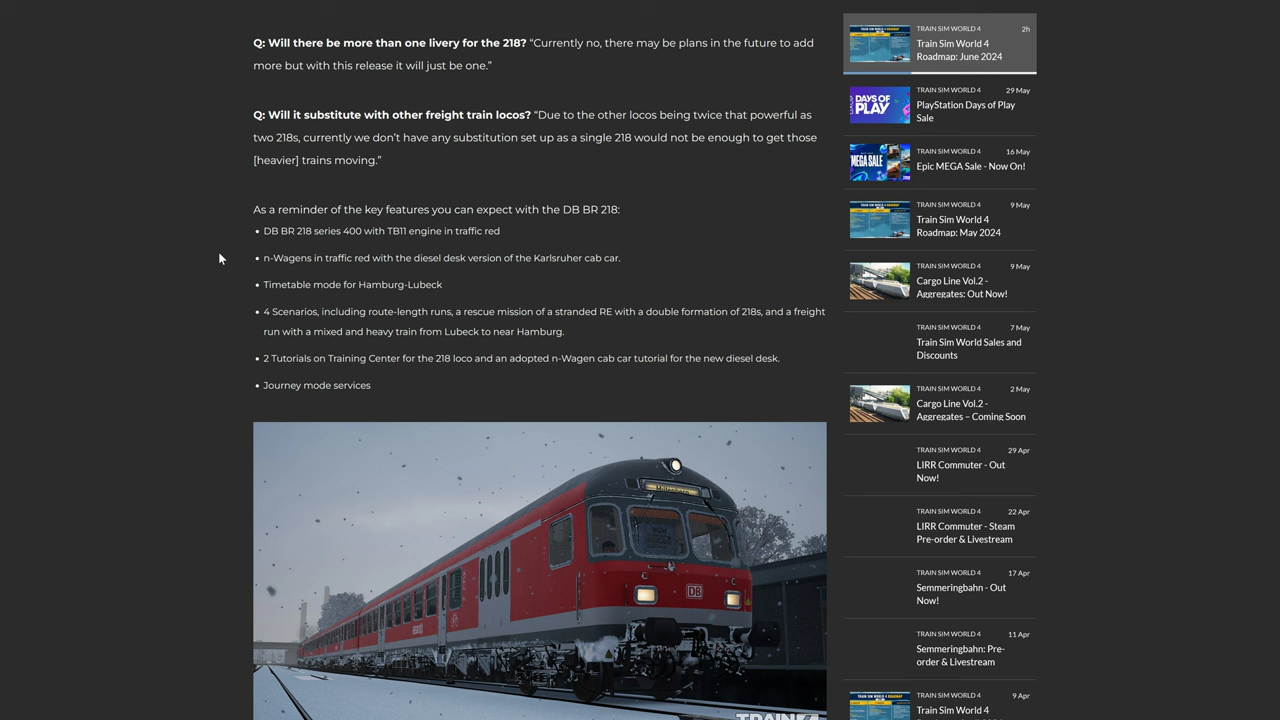 Q: Will there be more than one livery for the 218? “Currently no, there may be plans in the future to add
more but with this release it will just be one.”
Q: Will it substitute with other freight train locos? “Due to the other locos being twice that powerful as
two 218s, currently we don’t have any substitution set up as a single 218 would not be enough to get those
[heavier] trains moving.”
As a reminder of the key features you can expect with the DB BR 218:
• DB BR 218 series 400 with TB11 engine in traffic red
• n-Wagens in traffic red with the diesel desk version of the Karlsruher cab car.
• Timetable mode for Hamburg-Lubeck
• 4 Scenarios, including route-length runs, a rescue mission of a stranded RE with a double formation of 218s, and a freight
run with a mixed and heavy train from Lubeck to near Hamburg.
• 2 Tutorials on Training Center for the 218 loco and an adopted n-Wagen cab car tutorial for the new diesel desk.
• Journey mode services
DB
TRAIN
TRAIN SIM WORLD 4 2h
Train Sim World 4
Roadmap: June 2024
DAYS OF
PLAY
TRAIN SIM WORLD 4 29 May
PlayStation Days of Play
Sale
MEGA SALE
TRAIN SIM WORLD 4 16 May
Epic MEGA Sale - Now On!
TRAIN SIM WORLD 4 9 May
Train Sim World 4
Roadmap: May 2024
TRAIN SIM WORLD 4 9 May
Cargo Line Vol.2 -
Aggregates: Out Now!
TRAIN SIM WORLD 4 7 May
Train Sim World Sales and
Discounts
TRAIN SIM WORLD 4 2 May
Cargo Line Vol.2 -
Aggregates – Coming Soon
TRAIN SIM WORLD 4 29 Apr
LIRR Commuter - Out
Now!
TRAIN SIM WORLD 4 22 Apr
LIRR Commuter - Steam
Pre-order & Livestream
TRAIN SIM WORLD 4 17 Apr
Semmeringbahn - Out
Now!
TRAIN SIM WORLD 4 11 Apr
Semmeringbahn: Pre-
order & Livestream
TRAIN SIM WORLD 4 9 Apr
Train Sim World 4